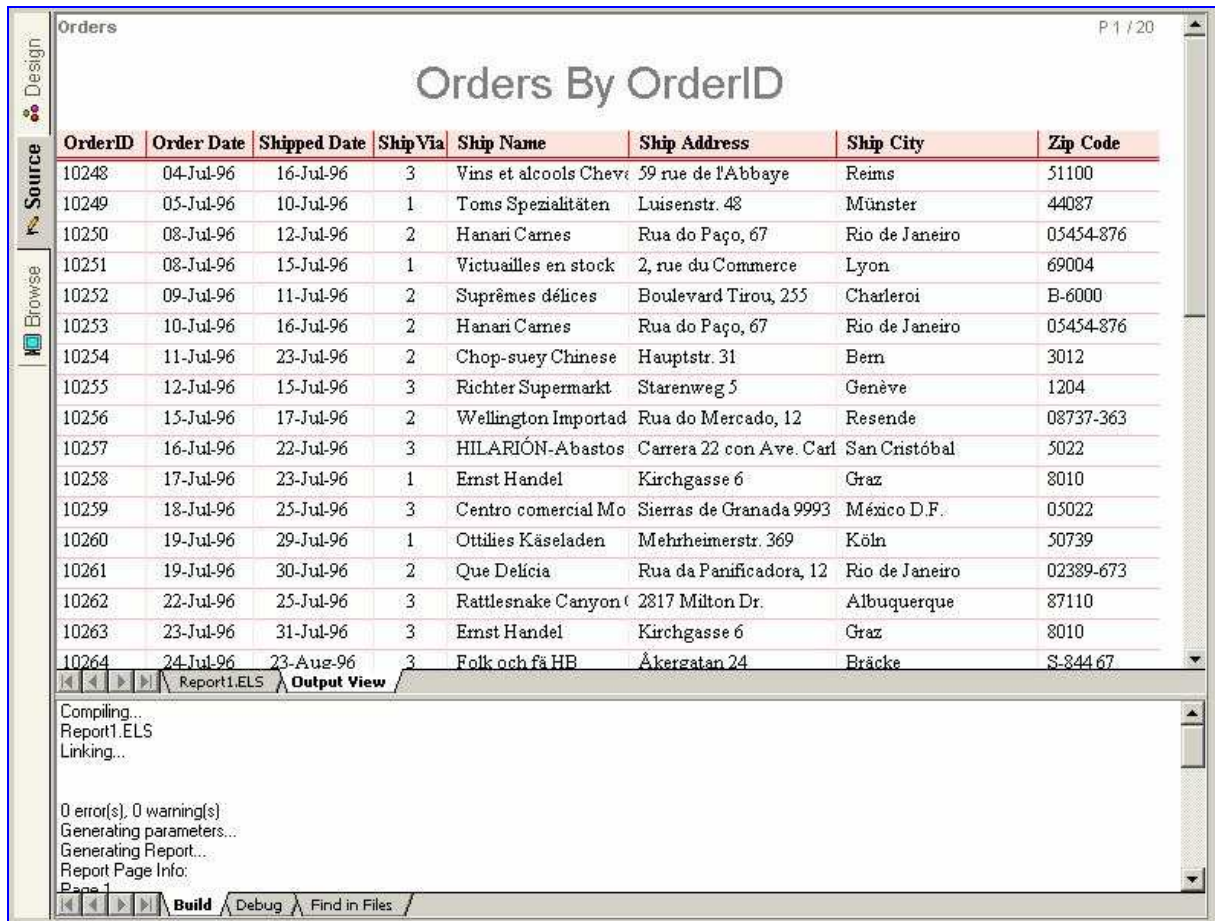 Orders P 1 / 20
Orders By OrderID
OrderID Order Date Shipped Date Ship Via Ship Name Ship Address Ship City Zip Code
10248 04-Jul-96 16-Jul-96 3 Vins et alcools Cheva 59 rue de l'Abbaye Reims 51100
10249 05-Jul-96 10-Jul-96 1 Toms Spezialitäten Luisenstr. 48 Münster 44087
10250 08-Jul-96 12-Jul-96 2 Hanari Carnes Rua do Paço, 67 Rio de Janeiro 05454-876
10251 08-Jul-96 15-Jul-96 1 Victuailles en stock 2, rue du Commerce Lyon 69004
10252 09-Jul-96 11-Jul-96 2 Suprêmes délices Boulevard Tirou, 255 Charleroi B-6000
10253 10-Jul-96 16-Jul-96 2 Hanari Carnes Rua do Paço, 67 Rio de Janeiro 05454-876
10254 11-Jul-96 23-Jul-96 2 Chop-suey Chinese Hauptstr. 31 Bern 3012
10255 12-Jul-96 15-Jul-96 3 Richter Supermarkt Starenweg 5 Genève 1204
10256 15-Jul-96 17-Jul-96 2 Wellington Importad Rua do Mercado, 12 Resende 08737-363
10257 16-Jul-96 22-Jul-96 3 HILARIÓN-Abastos Carrera 22 con Ave. Carl San Cristóbal 5022
10258 17-Jul-96 23-Jul-96 1 Ernst Handel Kirchgasse 6 Graz 8010
10259 18-Jul-96 25-Jul-96 3 Centro comercial Mo Sierras de Granada 9993 México D.F. 05022
10260 19-Jul-96 29-Jul-96 1 Ottilies Käseladen Mehrheimerstr. 369 Köln 50739
10261 19-Jul-96 30-Jul-96 2 Que Delícia Rua da Panificadora, 12 Rio de Janeiro 02389-673
10262 22-Jul-96 25-Jul-96 3 Rattlesnake Canyon 2817 Milton Dr. Albuquerque 87110
10263 23-Jul-96 31-Jul-96 3 Ernst Handel Kirchgasse 6 Graz 8010
10264 24-Jul-96 23-Aug-96 3 Folk och fä HB Åkergatan 24 Bräcke S-844 67
Report1.ELS Output View
Compiling...
Report1.ELS
Linking...
0 error(s), 0 warning(s)
Generating parameters...
Generating Report...
Report Page Info:
Page 1
Build Debug Find in Files
Design
Source
Browse